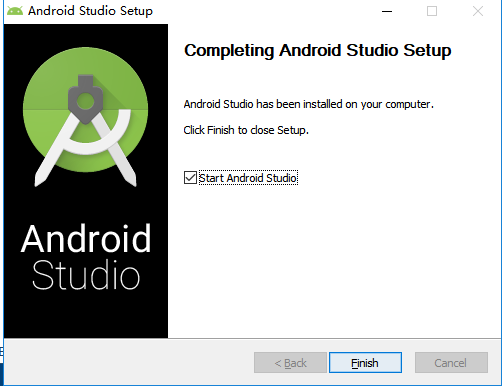 Android Studio Setup
Completing Android Studio Setup
Android Studio has been installed on your computer.
Click Finish to close Setup.
Start Android Studio
Android
Studio
< Back
Finish
Cancel